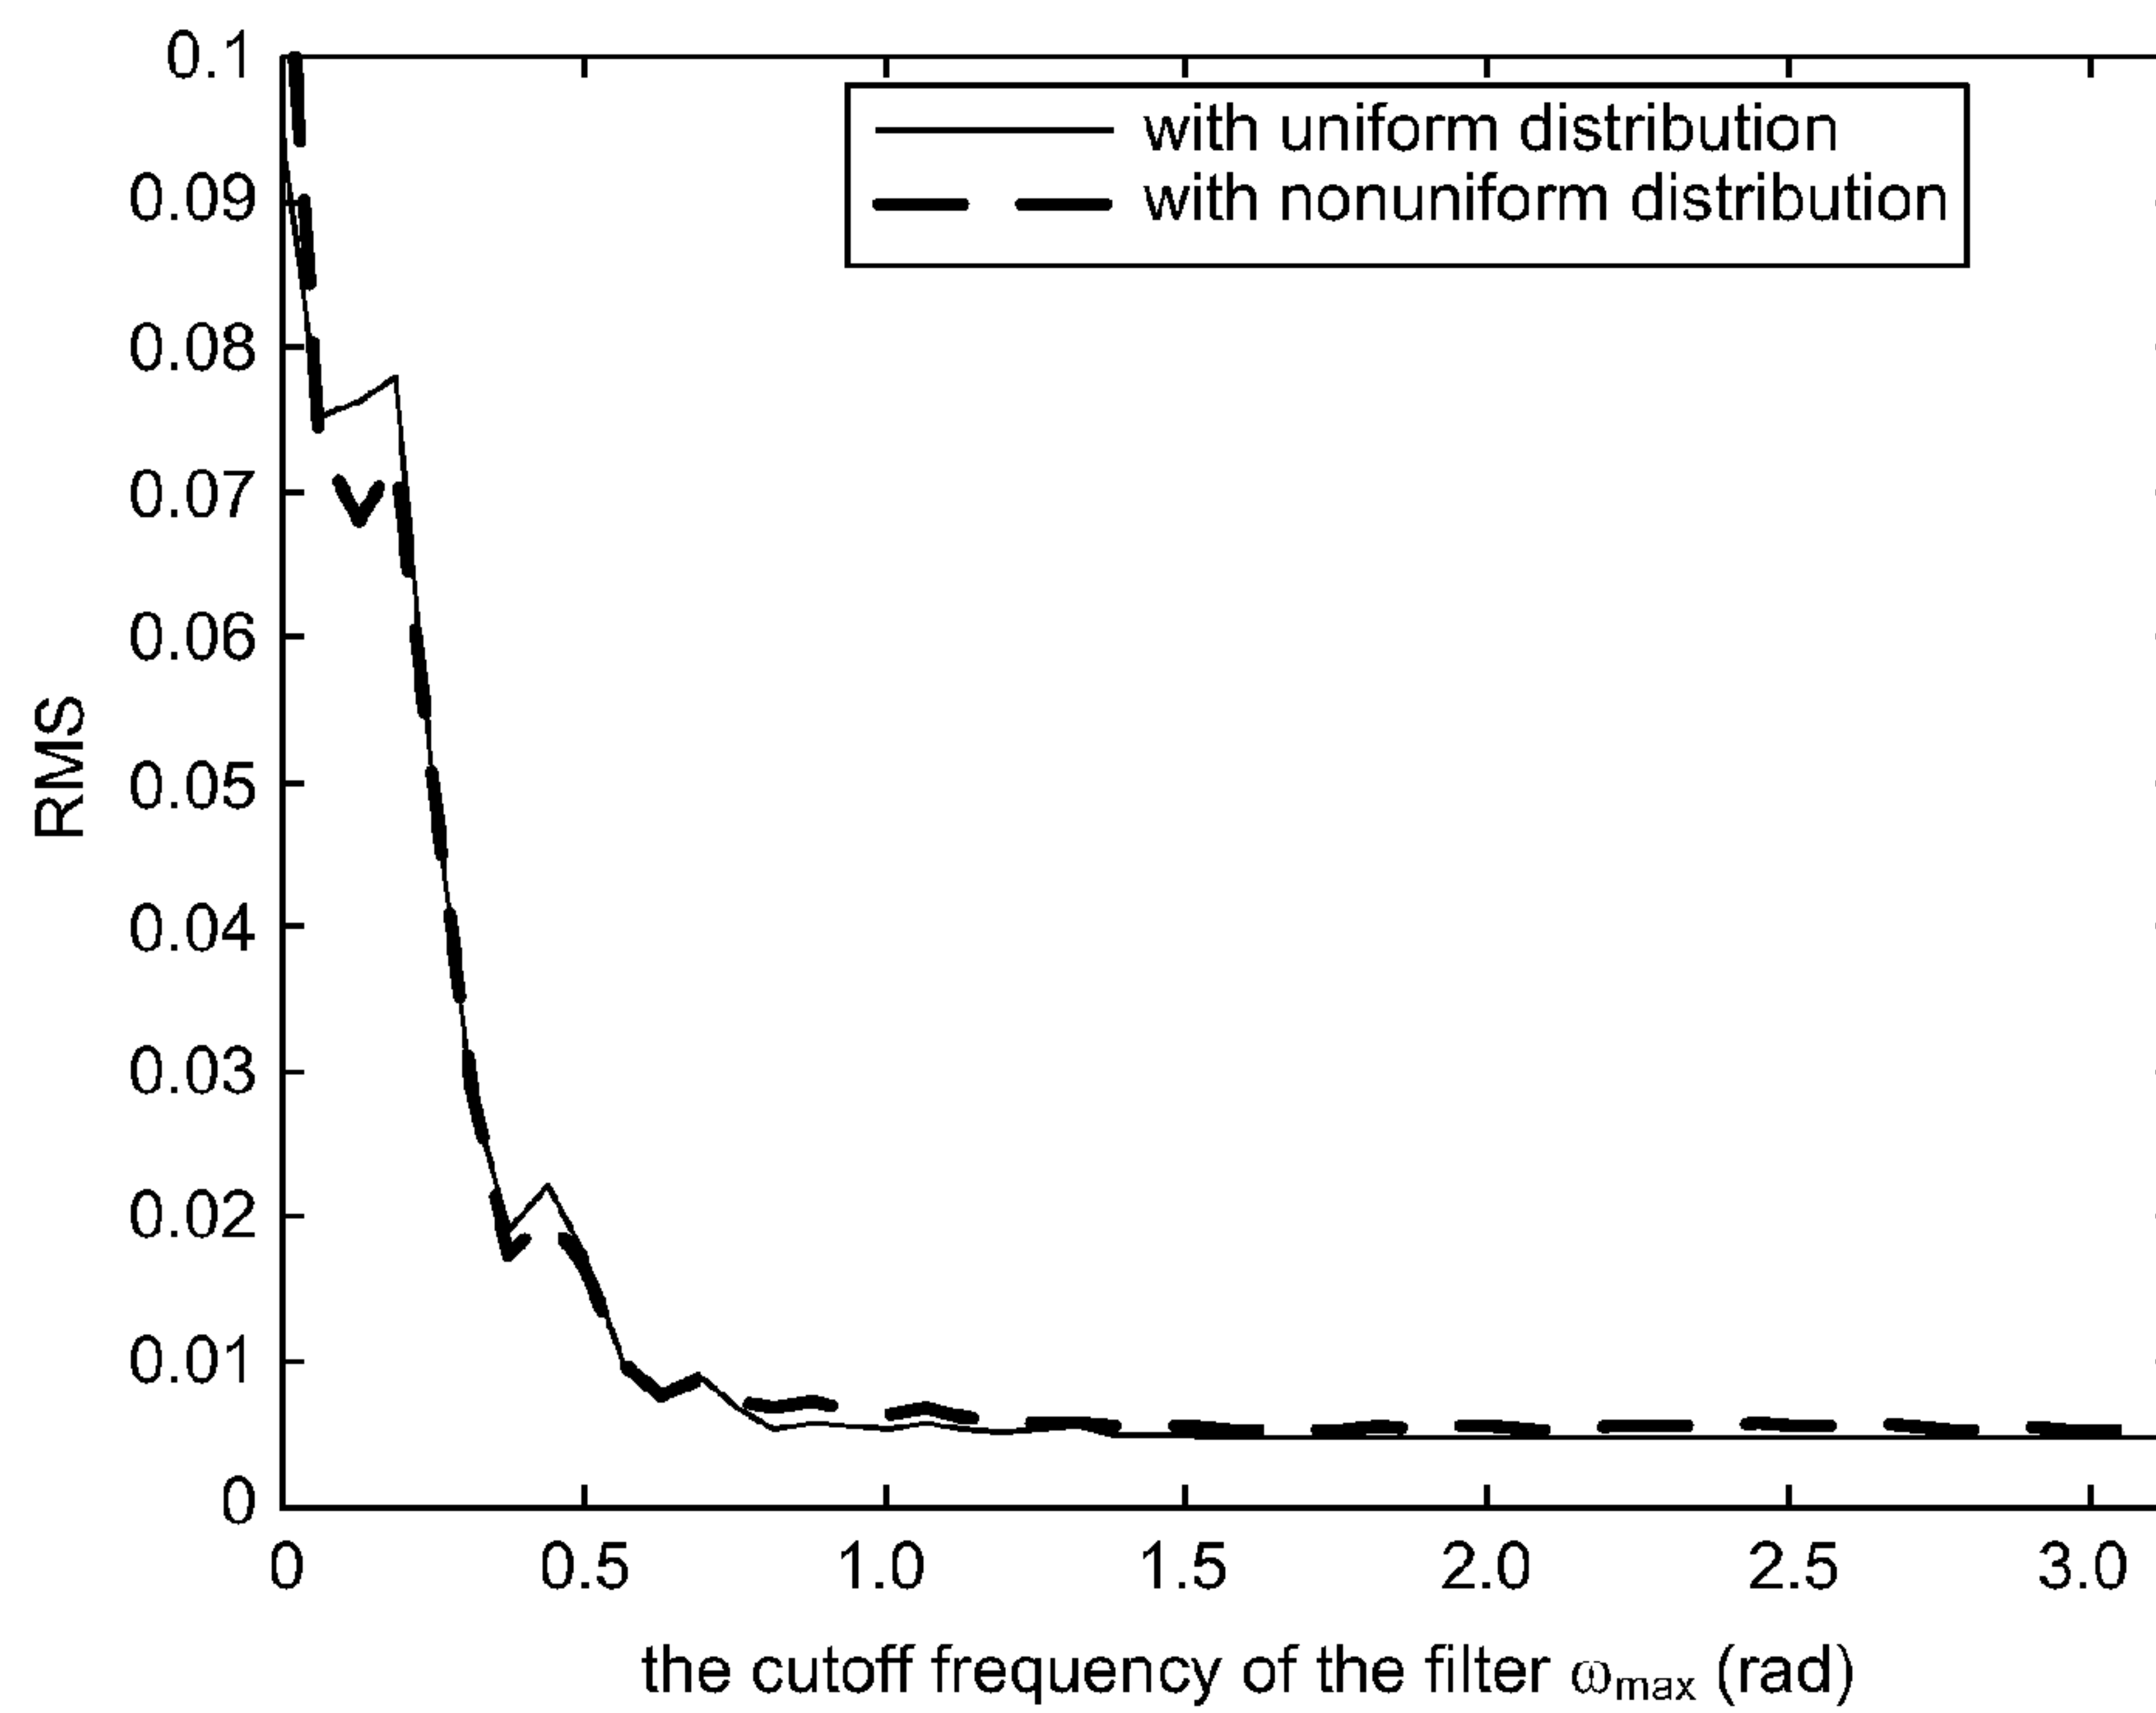 0.1
with uniform distribution
with nonuniform distribution
0.09
0.08
0.07
0.06
RMS
0.05
0.04
0.03
0.02
0.01
0
0 0.5 1.0 1.5 2.0 2.5 3.0
the cutoff frequency of the filter ωmax (rad)